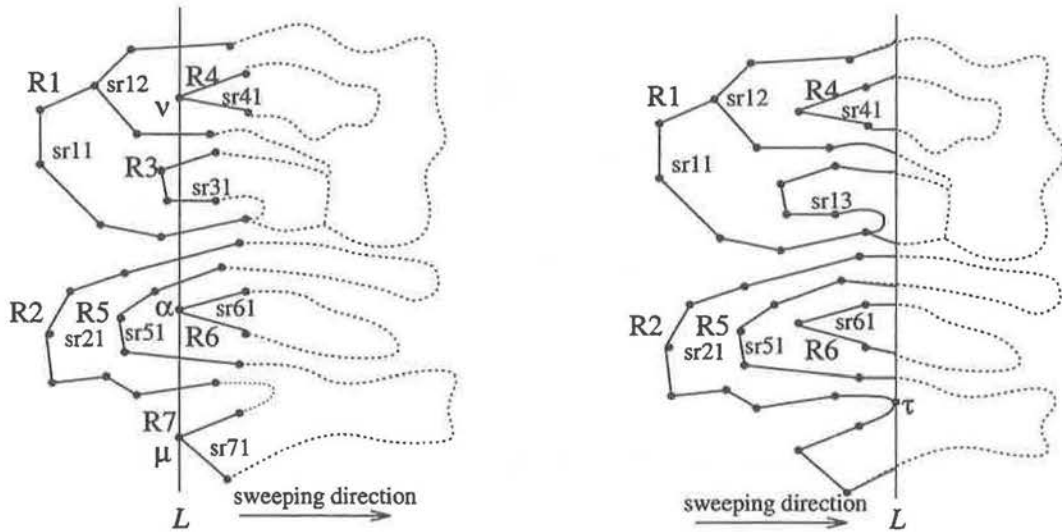 R1
sr12
R4
ν
sr41
sr11
R3
sr31
R2
R5
α
sr61
sr21
sr51
R6
R7
μ
sr71
sweeping direction
L
R1
sr12
R4
sr41
sr11
sr13
R2
R5
sr61
sr21
sr51
R6
τ
sweeping direction
L